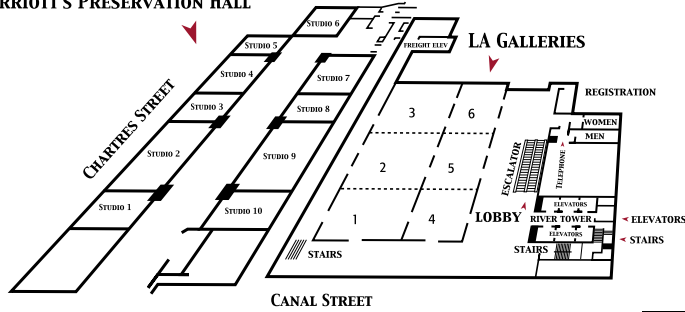 RRIOTT'S PRESERVATION HALL
STUDIO 6
STUDIO 5
FREIGHT ELEV
LA GALLERIES
STUDIO 4
STUDIO 7
REGISTRATION
CHARTRES STREET
STUDIO 3
STUDIO 8
3
6
WOMEN
MEN
STUDIO 2
STUDIO 9
2
5
ESCALATOR
TELEPHONE
STUDIO 1
STUDIO 10
1
4
LOBBY
ELEVATORS
RIVER TOWER
ELEVATORS
ELEVATORS
STAIRS
STAIRS
STAIRS
CANAL STREET